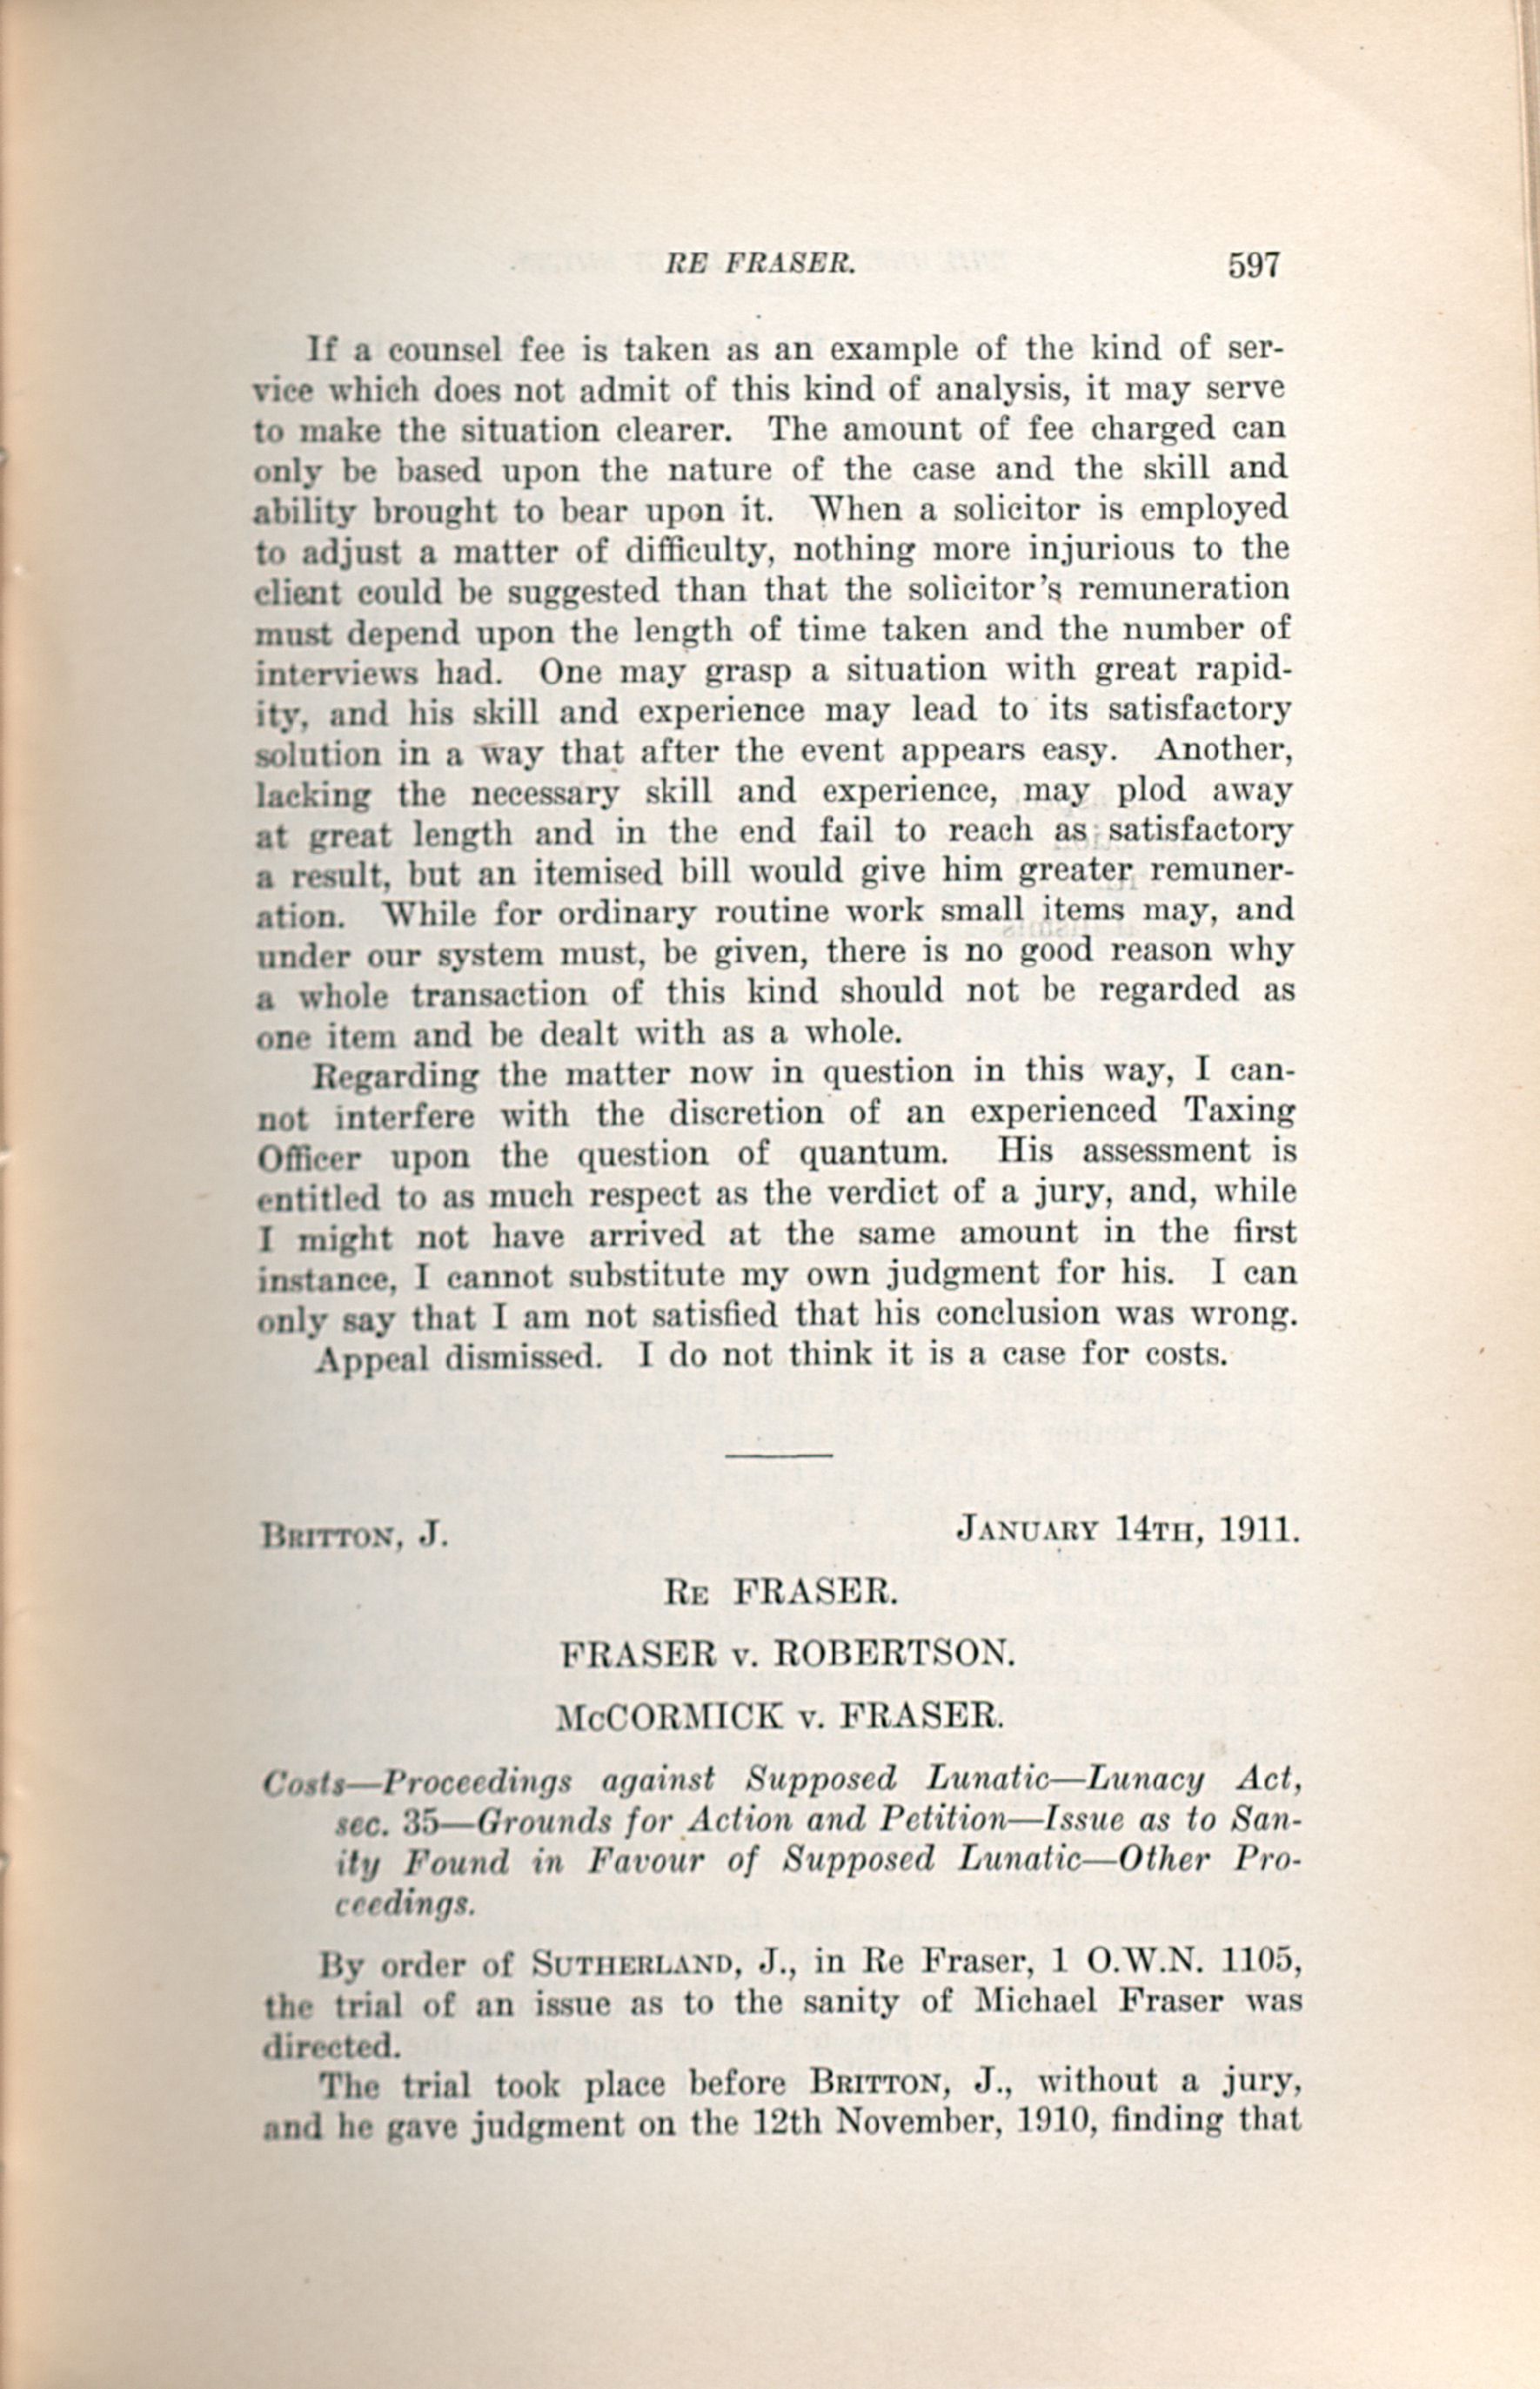 RE FRASER. 597
If a counsel fee is taken as an example of the kind of ser-
vice which does not admit of this kind of analysis, it may serve
to make the situation clearer. The amount of fee charged can
only be based upon the nature of the case and the skill and
ability brought to bear upon it. When a solicitor is employed
to adjust a matter of difficulty, nothing more injurious to the
client could be suggested than that the solicitor's remuneration
must depend upon the length of time taken and the number of
interviews had. One may grasp a situation with great rapid-
ity, and his skill and experience may lead to its satisfactory
solution in a way that after the event appears easy. Another,
lacking the necessary skill and experience, may plod away
at great length and in the end fail to reach as satisfactory
a result, but an itemised bill would give him greater remuner-
ation. While for ordinary routine work small items may, and
under our system must, be given, there is no good reason why
a whole transaction of this kind should not be regarded as
one item and be dealt with as a whole.
Regarding the matter now in question in this way, I can-
not interfere with the discretion of an experienced Taxing
Officer upon the question of quantum. His assessment is
entitled to as much respect as the verdict of a jury, and, while
I might not have arrived at the same amount in the first
instance, I cannot substitute my own judgment for his. I can
only say that I am not satisfied that his conclusion was wrong.
Appeal dismissed. I do not think it is a case for costs.
BRITTON, J. JANUARY 14TH, 1911.
RE FRASER.
FRASER v. ROBERTSON.
McCORMICK v. FRASER.
Costs—Proceedings against Supposed Lunatic—Lunacy Act,
sec. 35—Grounds for Action and Petition—Issue as to San-
ity Found in Favour of Supposed Lunatic—Other Pro-
ceedings.
By order of SUTHERLAND, J., in Re Fraser, 1 O.W.N. 1105,
the trial of an issue as to the sanity of Michael Fraser was
directed.
The trial took place before BRITTON, J., without a jury,
and he gave judgment on the 12th November, 1910, finding that